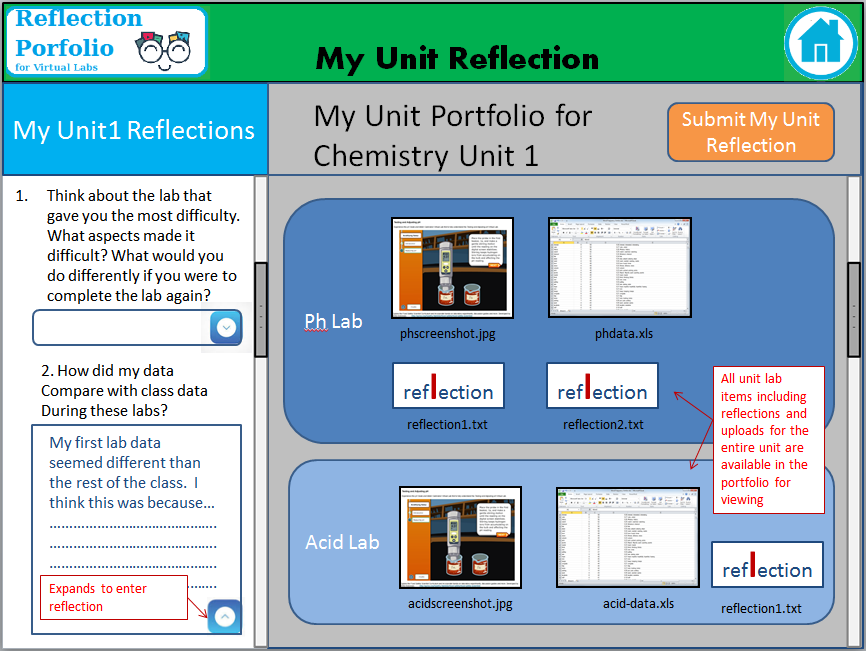 Reflection
Porfolio
for Virtual Labs
My Unit Reflection
My Unit1 Reflections
My Unit Portfolio for
Chemistry Unit 1
Submit My Unit
Reflection
1. Think about the lab that
gave you the most difficulty.
What aspects made it
difficult? What would you
do differently if you were to
complete the lab again?
2. How did my data
Compare with class data
During these labs?
My first lab data
seemed different than
the rest of the class. I
think this was because...
Expands to enter
reflection
Ph Lab
phscreenshot.jpg
phdata.xls
reflection
reflection1.txt
reflection
reflection2.txt
All unit lab
items including
reflections and
uploads for the
entire unit are
available in the
portfolio for
viewing
Acid Lab
acidscreenshot.jpg
acid-data.xls
reflection
reflection1.txt